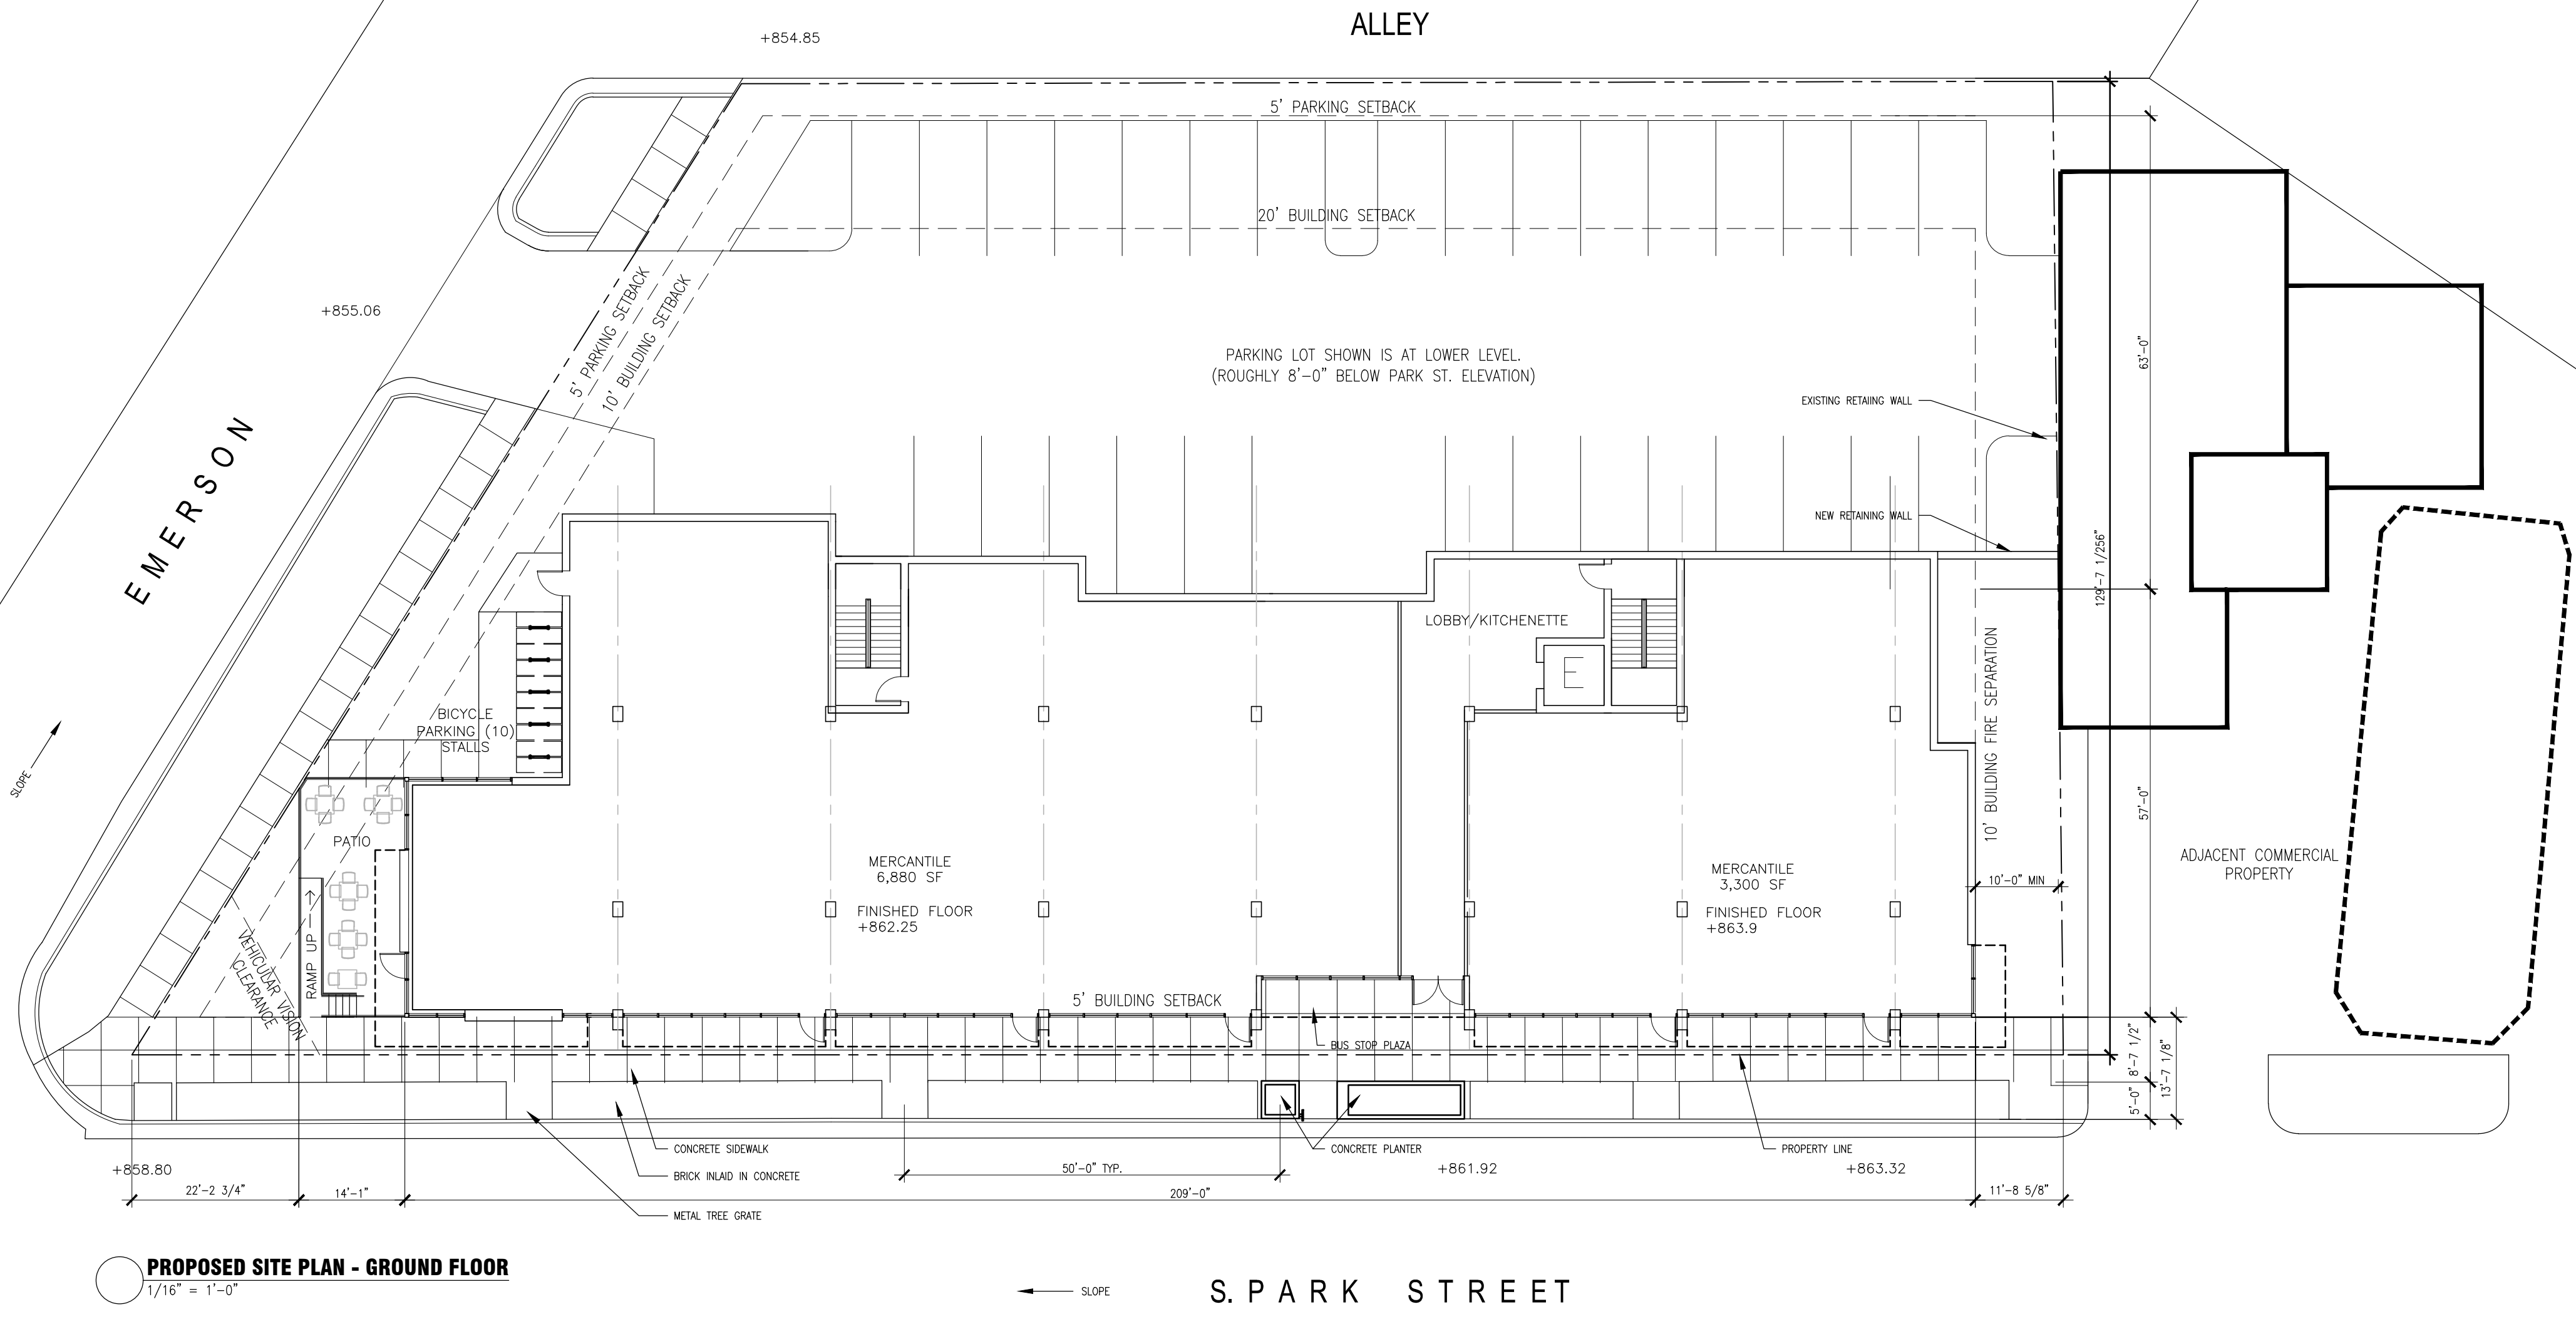 ALLEY
+854.85
5' PARKING SETBACK
20' BUILDING SETBACK
+855.06
5' PARKING SETBACK
10' BUILDING SETBACK
PARKING LOT SHOWN IS AT LOWER LEVEL.
(ROUGHLY 8'-0" BELOW PARK ST. ELEVATION)
63'-0"
EXISTING RETAIING WALL
EMERSON
NEW RETAINING WALL
129'-7 1/256"
LOBBY/KITCHENETTE
E
10' BUILDING FIRE SEPARATION
BICYCLE
PARKING (10)
STALLS
SLOPE
57'-0"
PATIO
MERCANTILE
6,880 SF
FINISHED FLOOR
+862.25
MERCANTILE
3,300 SF
FINISHED FLOOR
+863.9
10'-0" MIN
ADJACENT COMMERCIAL
PROPERTY
RAMP UP
VEHICULAR VISION
CLEARANCE
5' BUILDING SETBACK
BUS STOP PLAZA
8'-7 1/2"
13'-7 1/8"
5'-0"
CONCRETE SIDEWALK
CONCRETE PLANTER
PROPERTY LINE
+858.80
BRICK INLAID IN CONCRETE
50'-0" TYP.
+861.92
+863.32
22'-2 3/4"
14'-1"
209'-0"
11'-8 5/8"
METAL TREE GRATE
PROPOSED SITE PLAN - GROUND FLOOR
1/16" = 1'-0"
SLOPE
S. PARK STREET